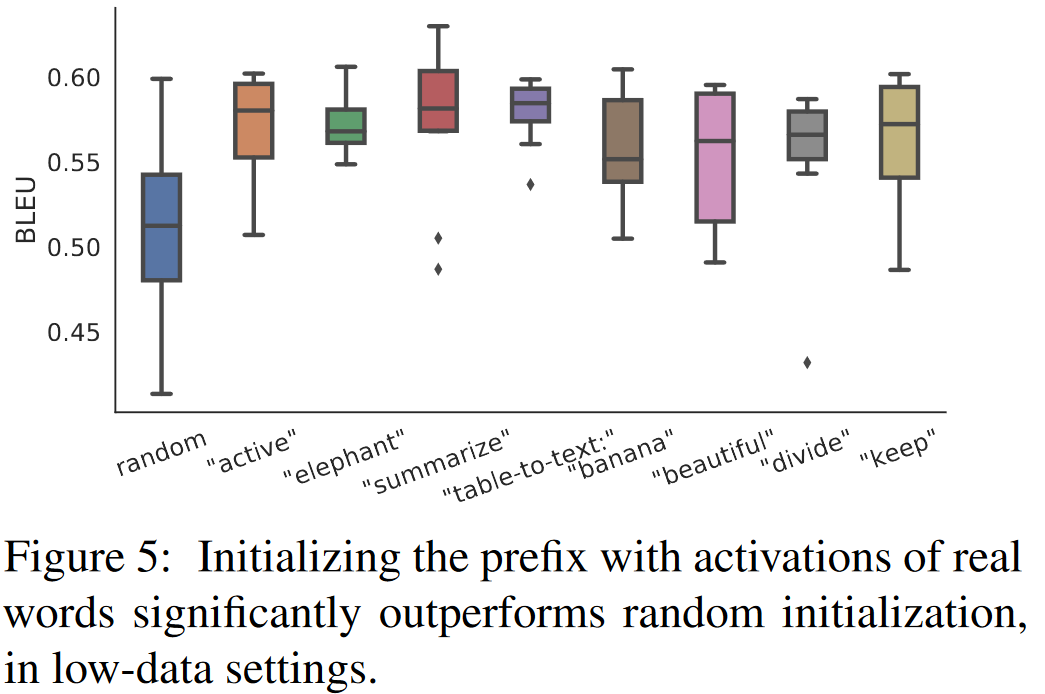 0.60
0.55
0.50
0.45
BLEU
random
"active"
"elephant"
"summarize"
"table-to-text:"
"banana"
"beautiful"
"divide"
"keep"
Figure 5: Initializing the prefix with activations of real
words significantly outperforms random initialization,
in low-data settings.